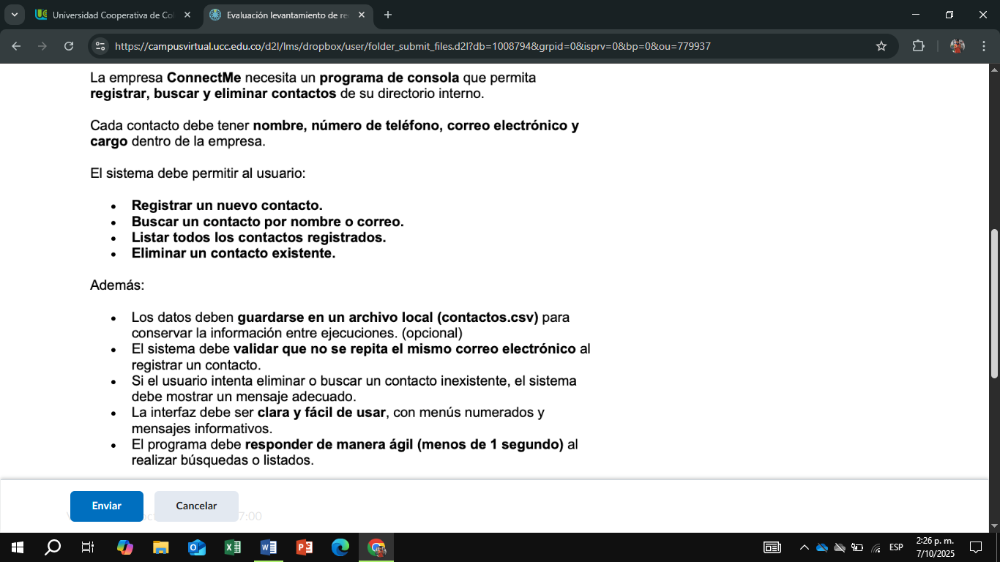 Universidad Cooperativa de Co
Evaluación levantamiento de re
https://campusvirtual.ucc.edu.co/d2l/lms/dropbox/user/folder_submit_files.d2l?db=1008794&grpid=0&isprv=0&bp=0&ou=779937
La empresa ConnectMe necesita un programa de consola que permita
registrar, buscar y eliminar contactos de su directorio interno.
Cada contacto debe tener nombre, número de teléfono, correo electrónico y
cargo dentro de la empresa.
El sistema debe permitir al usuario:
• Registrar un nuevo contacto.
• Buscar un contacto por nombre o correo.
• Listar todos los contactos registrados.
• Eliminar un contacto existente.
Además:
• Los datos deben guardarse en un archivo local (contactos.csv) para
conservar la información entre ejecuciones. (opcional)
• El sistema debe validar que no se repita el mismo correo electrónico al
registrar un contacto.
• Si el usuario intenta eliminar o buscar un contacto inexistente, el sistema
debe mostrar un mensaje adecuado.
• La interfaz debe ser clara y fácil de usar, con menús numerados y
mensajes informativos.
• El programa debe responder de manera ágil (menos de 1 segundo) al
realizar búsquedas o listados.
Enviar
Cancelar
7:00
ESP
2:26 p. m.
7/10/2025